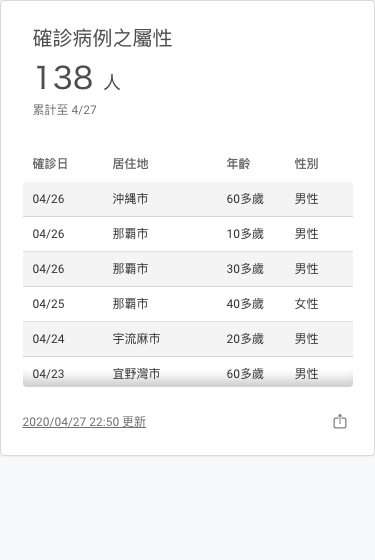 確診病例之屬性
138 人
累計至 4/27
確診日 居住地 年齡 性別
04/26 沖縄市 60多歲 男性
04/26 那覇市 10多歲 男性
04/26 那覇市 30多歲 男性
04/25 那覇市 40多歲 女性
04/24 宇流麻市 20多歲 男性
04/23 宜野灣市 60多歲 男性
2020/04/27 22:50 更新